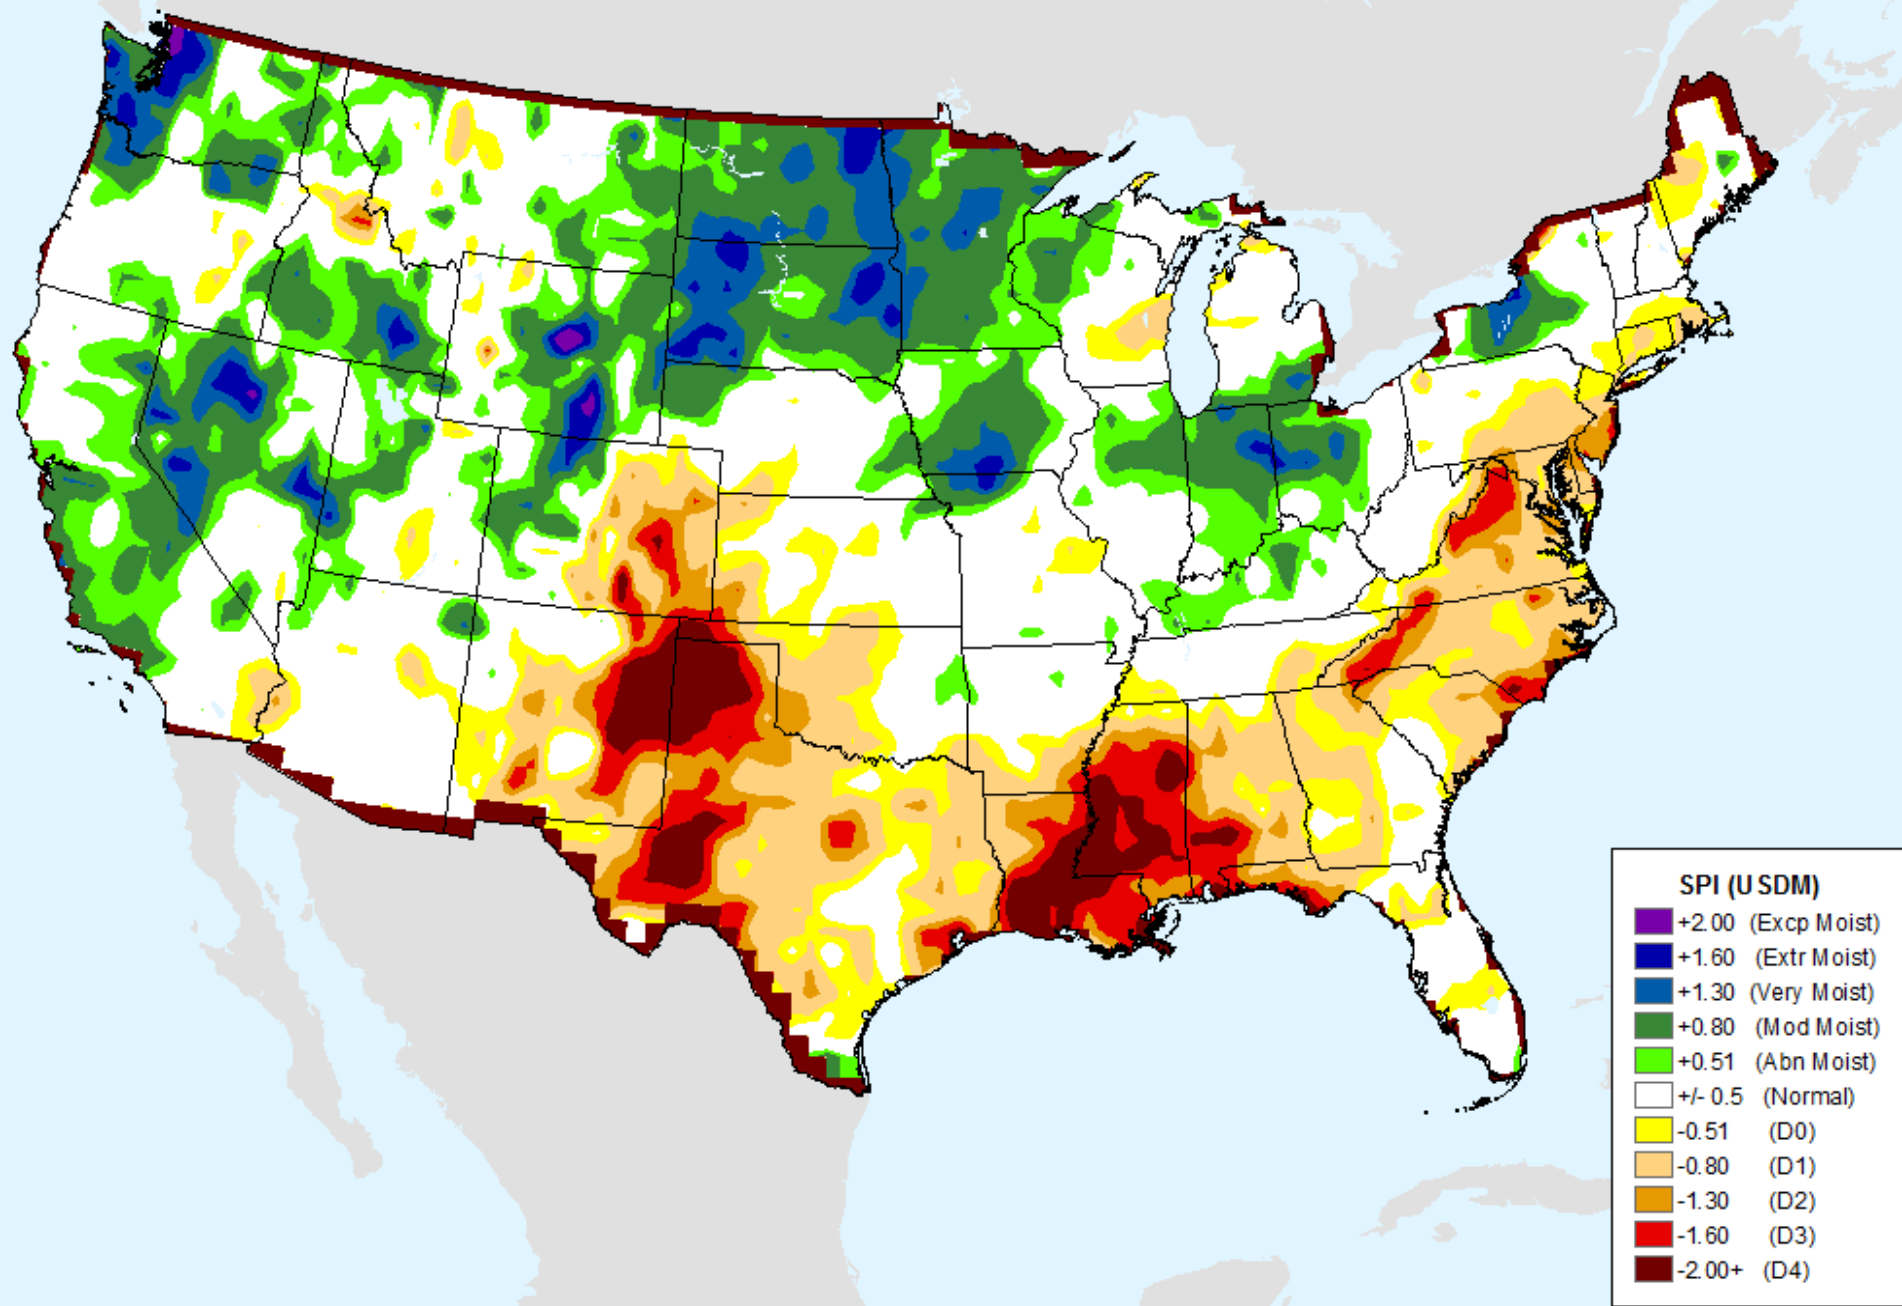 SPI (USDM)
+2.00 (Excp Moist)
+1.60 (Extr Moist)
+1.30 (Very Moist)
+0.80 (Mod Moist)
+0.51 (Abn Moist)
+/- 0.5 (Normal)
-0.51 (D0)
-0.80 (D1)
-1.30 (D2)
-1.60 (D3)
-2.00+ (D4)